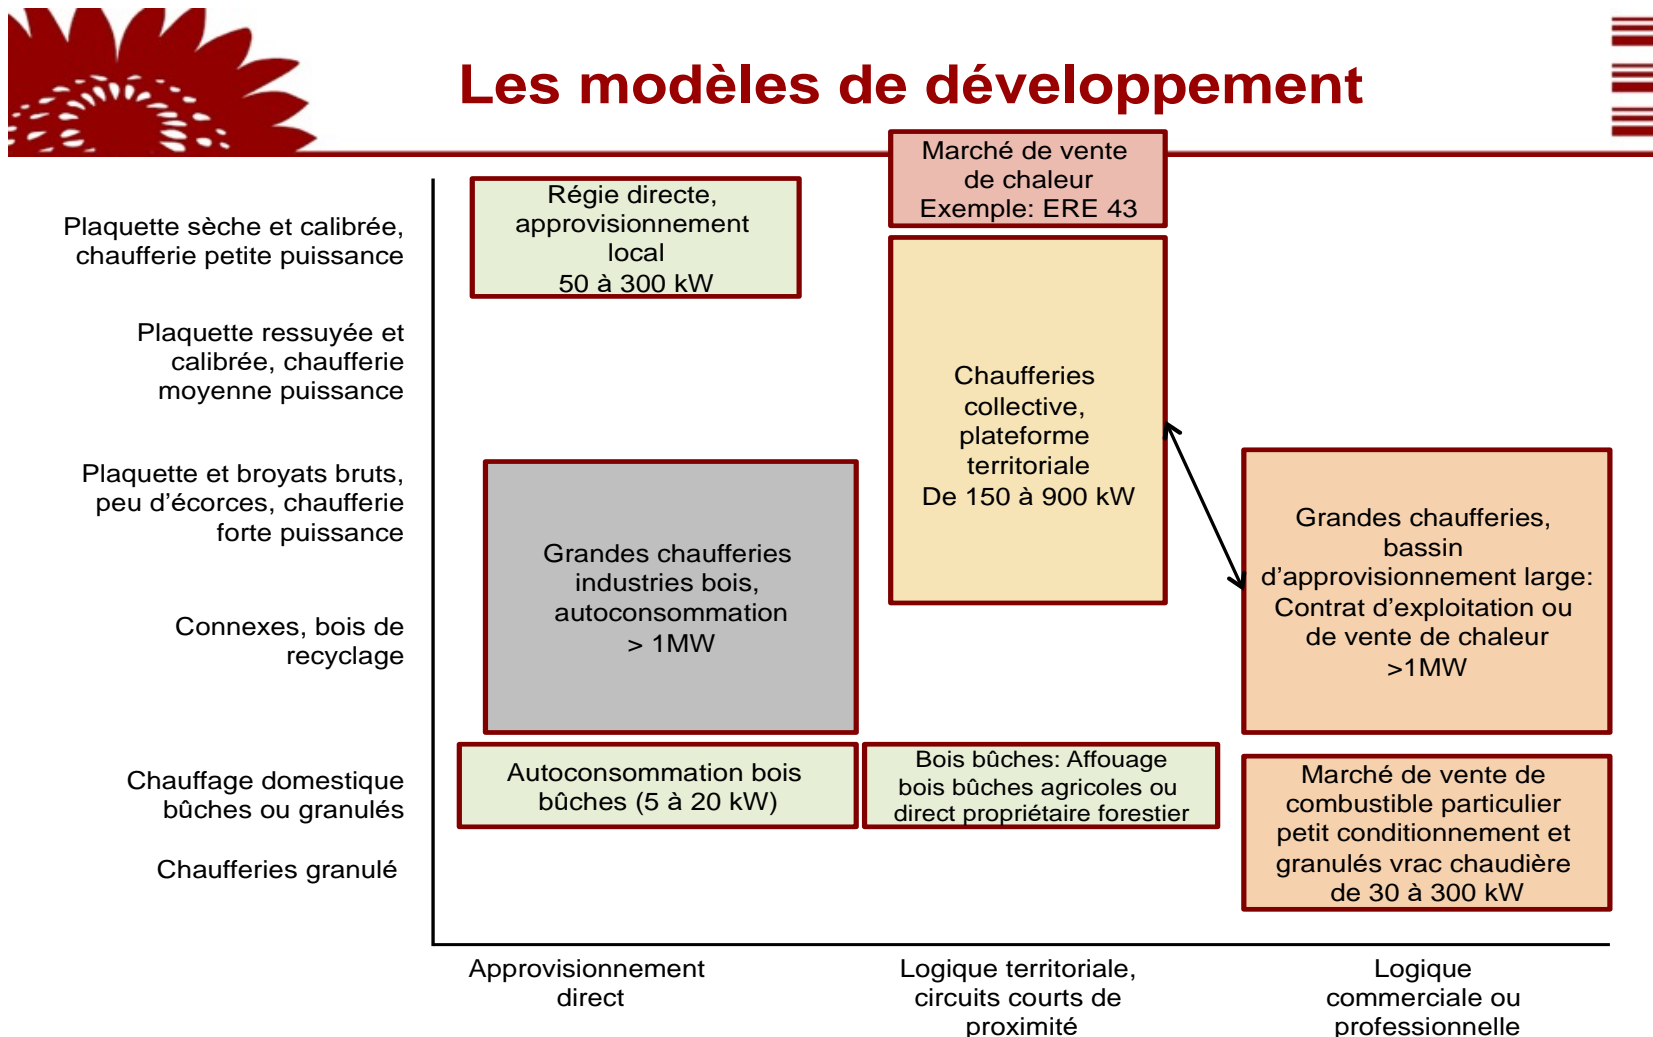 Les modèles de développement
Marché de vente
de chaleur
Exemple: ERE 43
Régie directe,
approvisionnement
local
50 à 300 kW
Plaquette sèche et calibrée,
chaufferie petite puissance
Plaquette ressuyée et
calibrée, chaufferie
moyenne puissance
Chaufferies
collective,
plateforme
territoriale
De 150 à 900 kW
Plaquette et broyats bruts,
peu d’écorces, chaufferie
forte puissance
Grandes chaufferies
industries bois,
autoconsommation
> 1MW
Grandes chaufferies,
bassin
d’approvisionnement large:
Contrat d’exploitation ou
de vente de chaleur
>1MW
Connexes, bois de
recyclage
Chauffage domestique
bûches ou granulés
Autoconsommation bois
bûches (5 à 20 kW)
Bois bûches: Affouage
bois bûches agricoles ou
direct propriétaire forestier
Marché de vente de
combustible particulier
petit conditionnement et
granulés vrac chaudière
de 30 à 300 kW
Chaufferies granulé
Approvisionnement
direct
Logique territoriale,
circuits courts de
proximité
Logique
commerciale ou
professionnelle